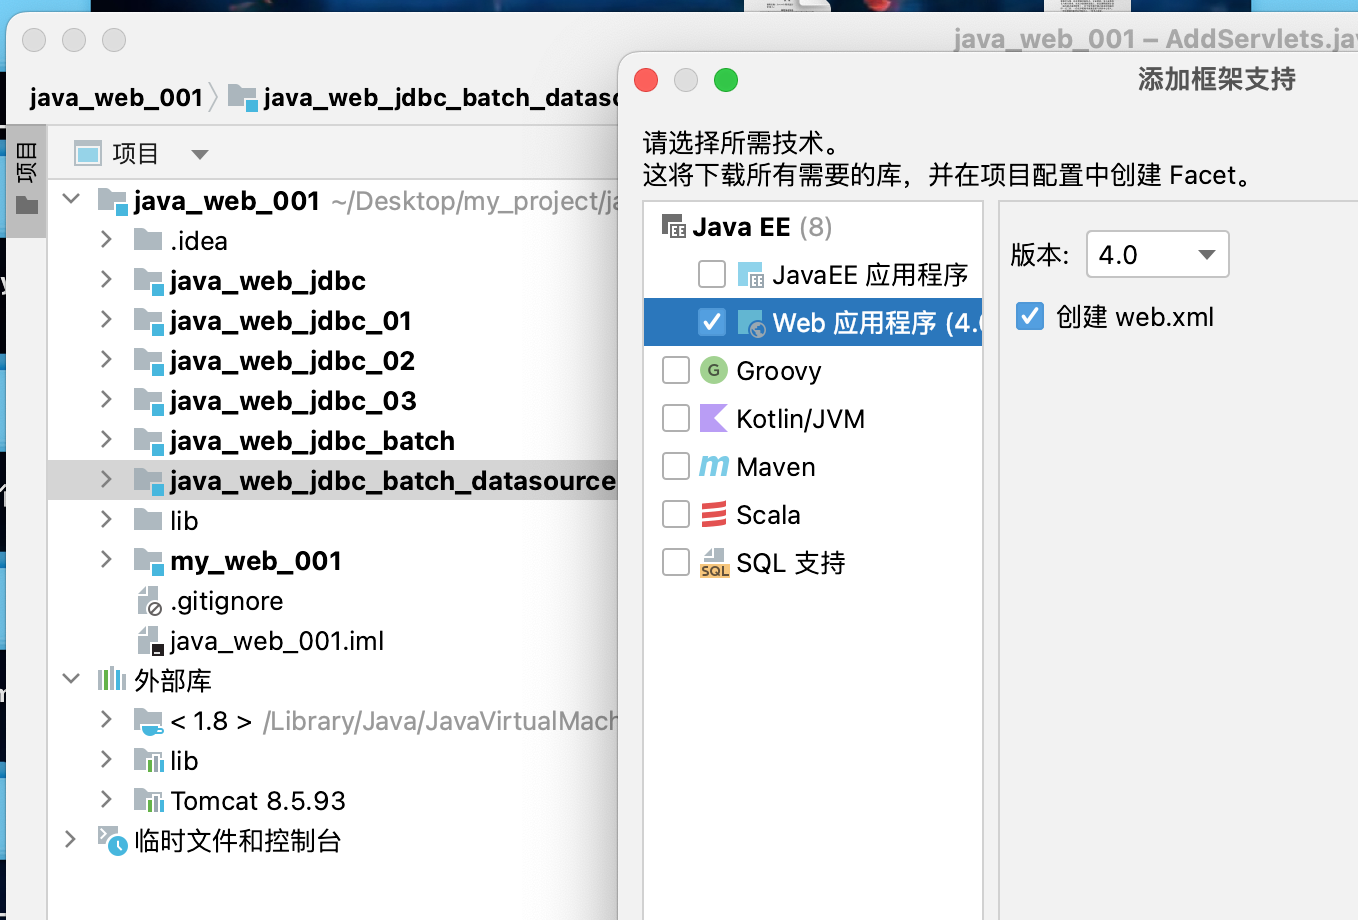 java_web_001 – AddServlets.ja
java_web_001
java_web_jdbc_batch_dataso
添加框架支持
项目
项目
java_web_001 ~/Desktop/my_project/ja
.idea
java_web_jdbc
java_web_jdbc_01
java_web_jdbc_02
java_web_jdbc_03
java_web_jdbc_batch
java_web_jdbc_batch_datasource
lib
my_web_001
.gitignore
java_web_001.iml
外部库
< 1.8 > /Library/Java/JavaVirtualMach
lib
Tomcat 8.5.93
临时文件和控制台
请选择所需技术。
这将下载所有需要的库，并在项目配置中创建 Facet。
Java EE (8)
JavaEE 应用程序
Web 应用程序 (4.0
Groovy
Kotlin/JVM
Maven
Scala
SQL 支持
版本: 4.0
创建 web.xml